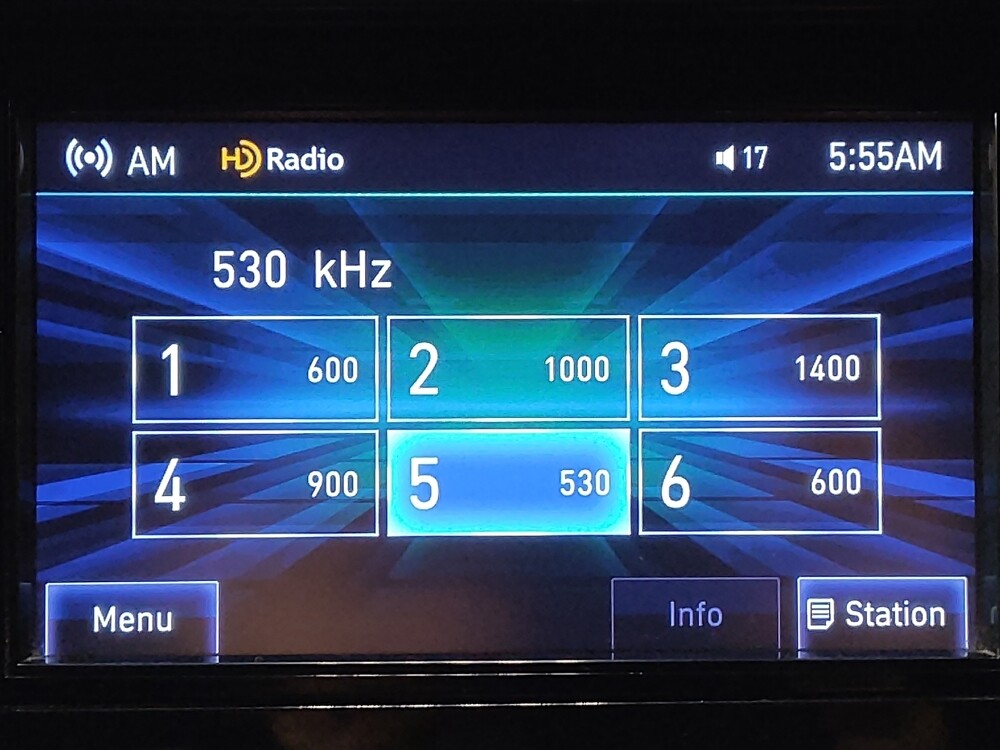 AM HD Radio 17 5:55AM
530 kHz
1 600 2 1000 3 1400
4 900 5 530 6 600
Menu Info Station